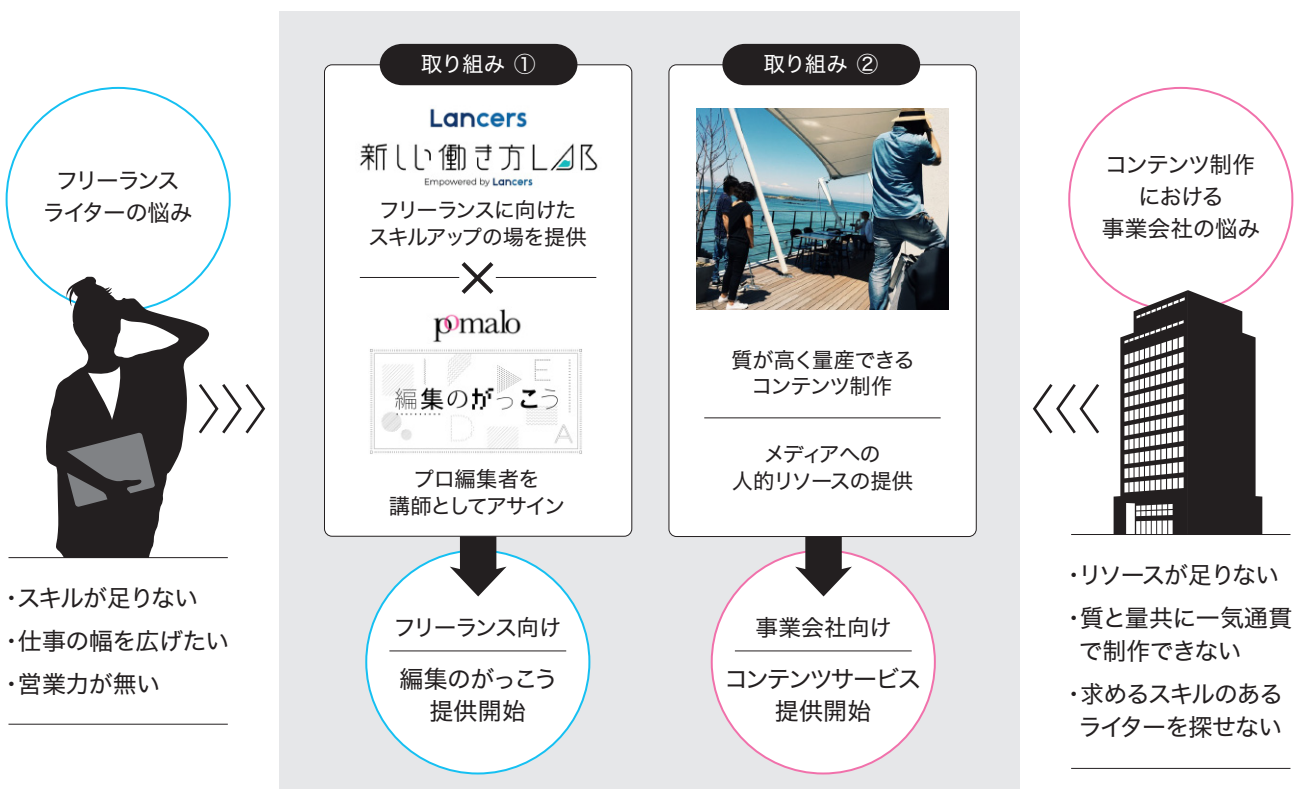 フリーランス
ライターの悩み
・スキルが足りない
・仕事の幅を広げたい
・営業力が無い
取り組み ①
Lancers
新しい働き方LAB
Empowered by Lancers
フリーランスに向けた
スキルアップの場を提供
×
pomalo
IDEA
編集のがっこう
プロ編集者を
講師としてアサイン
フリーランス向け
編集のがっこう
提供開始
取り組み ②
質が高く量産できる
コンテンツ制作
メディアへの
人的リソースの提供
事業会社向け
コンテンツサービス
提供開始
コンテンツ制作
における
事業会社の悩み
・リソースが足りない
・質と量共に一気通貫
で制作できない
・求めるスキルのある
ライターを探せない